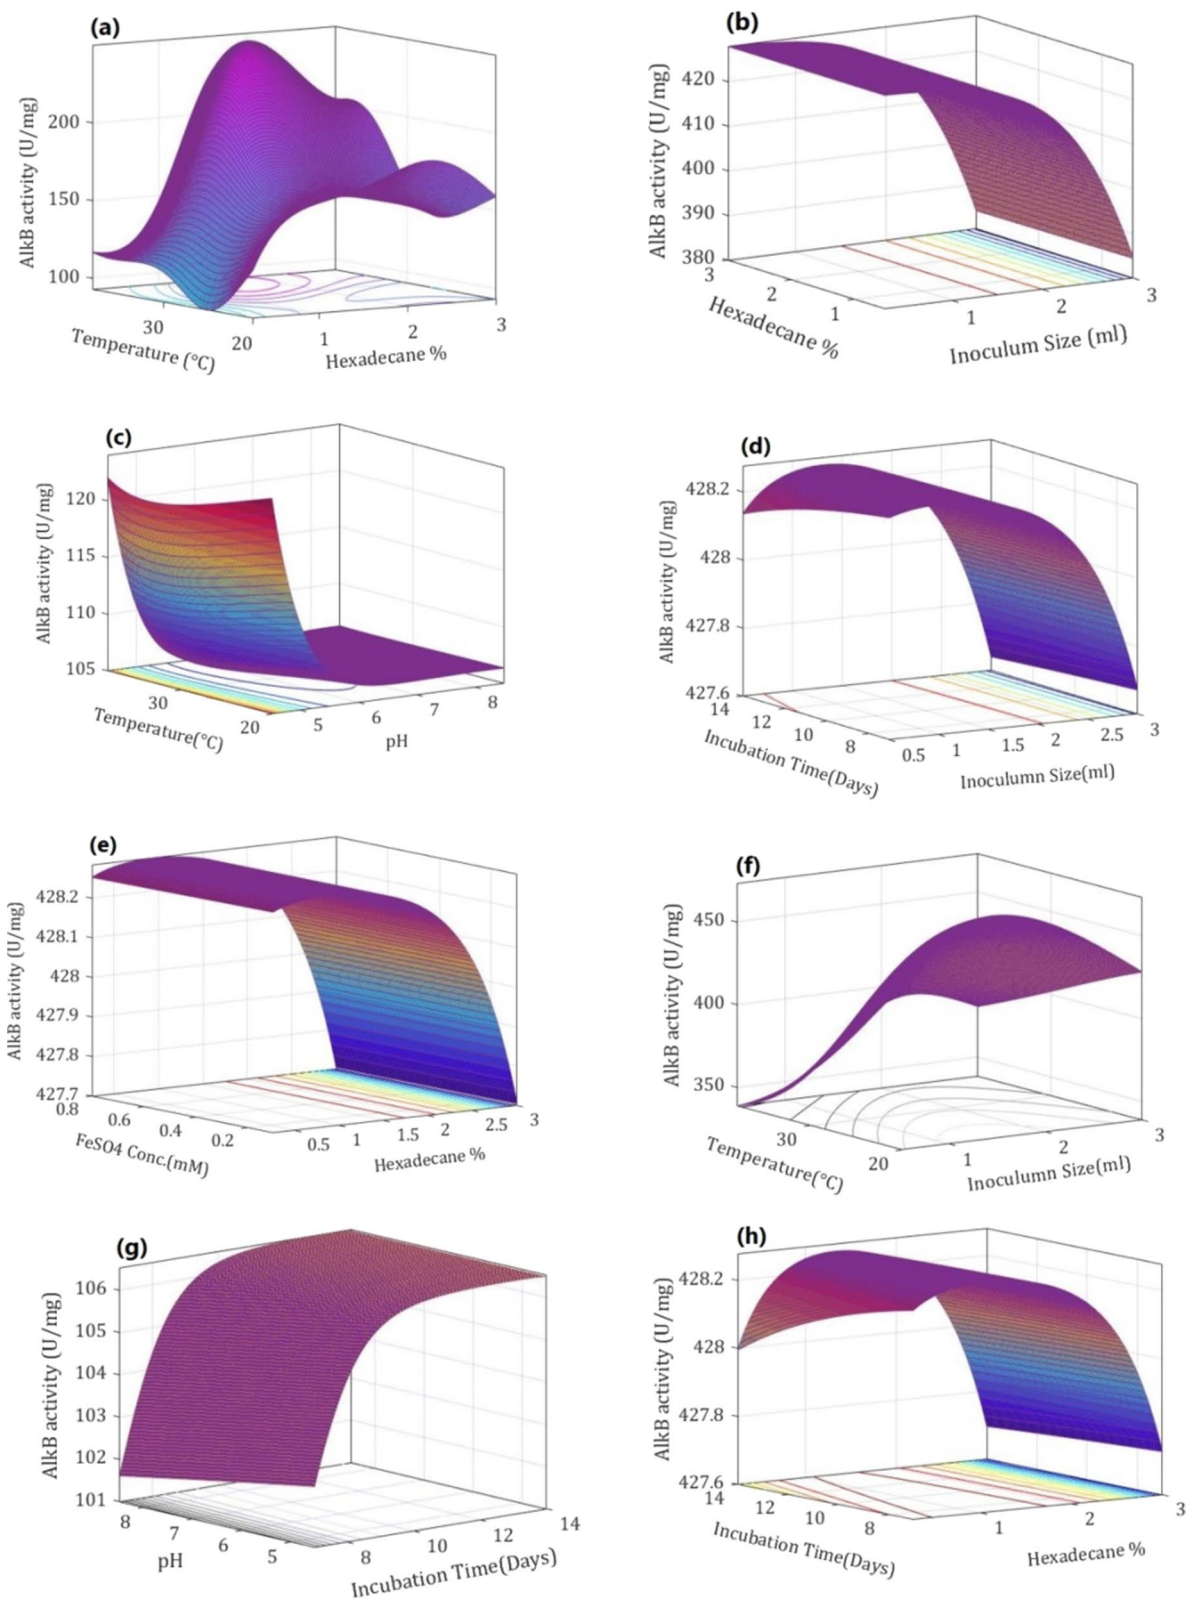 (a)
AlkB activity (U/mg)
200
150
100
30
20
Temperature (°C)
1
2
3
Hexadecane %
(b)
AlkB activity (U/mg)
420
410
400
390
380
3
2
1
Hexadecane %
1
2
3
Inoculum Size (ml)
(c)
AlkB activity (U/mg)
120
115
110
105
30
20
Temperature(°C)
5
6
7
8
pH
(d)
AlkB activity (U/mg)
428.2
428
427.8
427.6
14
12
10
8
Incubation Time(Days)
0.5
1
1.5
2
2.5
3
Inoculumn Size(ml)
(e)
AlkB activity (U/mg)
428.2
428.1
428
427.9
427.8
427.7
0.8
0.6
0.4
0.2
FeSO4 Conc.(mM)
0.5
1
1.5
2
2.5
3
Hexadecane %
(f)
AlkB activity (U/mg)
450
400
350
30
20
Temperature(°C)
1
2
3
Inoculumn Size(ml)
(g)
AlkB activity (U/mg)
106
105
104
103
102
101
8
7
6
5
pH
8
10
12
14
Incubation Time(Days)
(h)
AlkB activity (U/mg)
428.2
428
427.8
427.6
14
12
10
8
Incubation Time(Days)
1
2
3
Hexadecane %